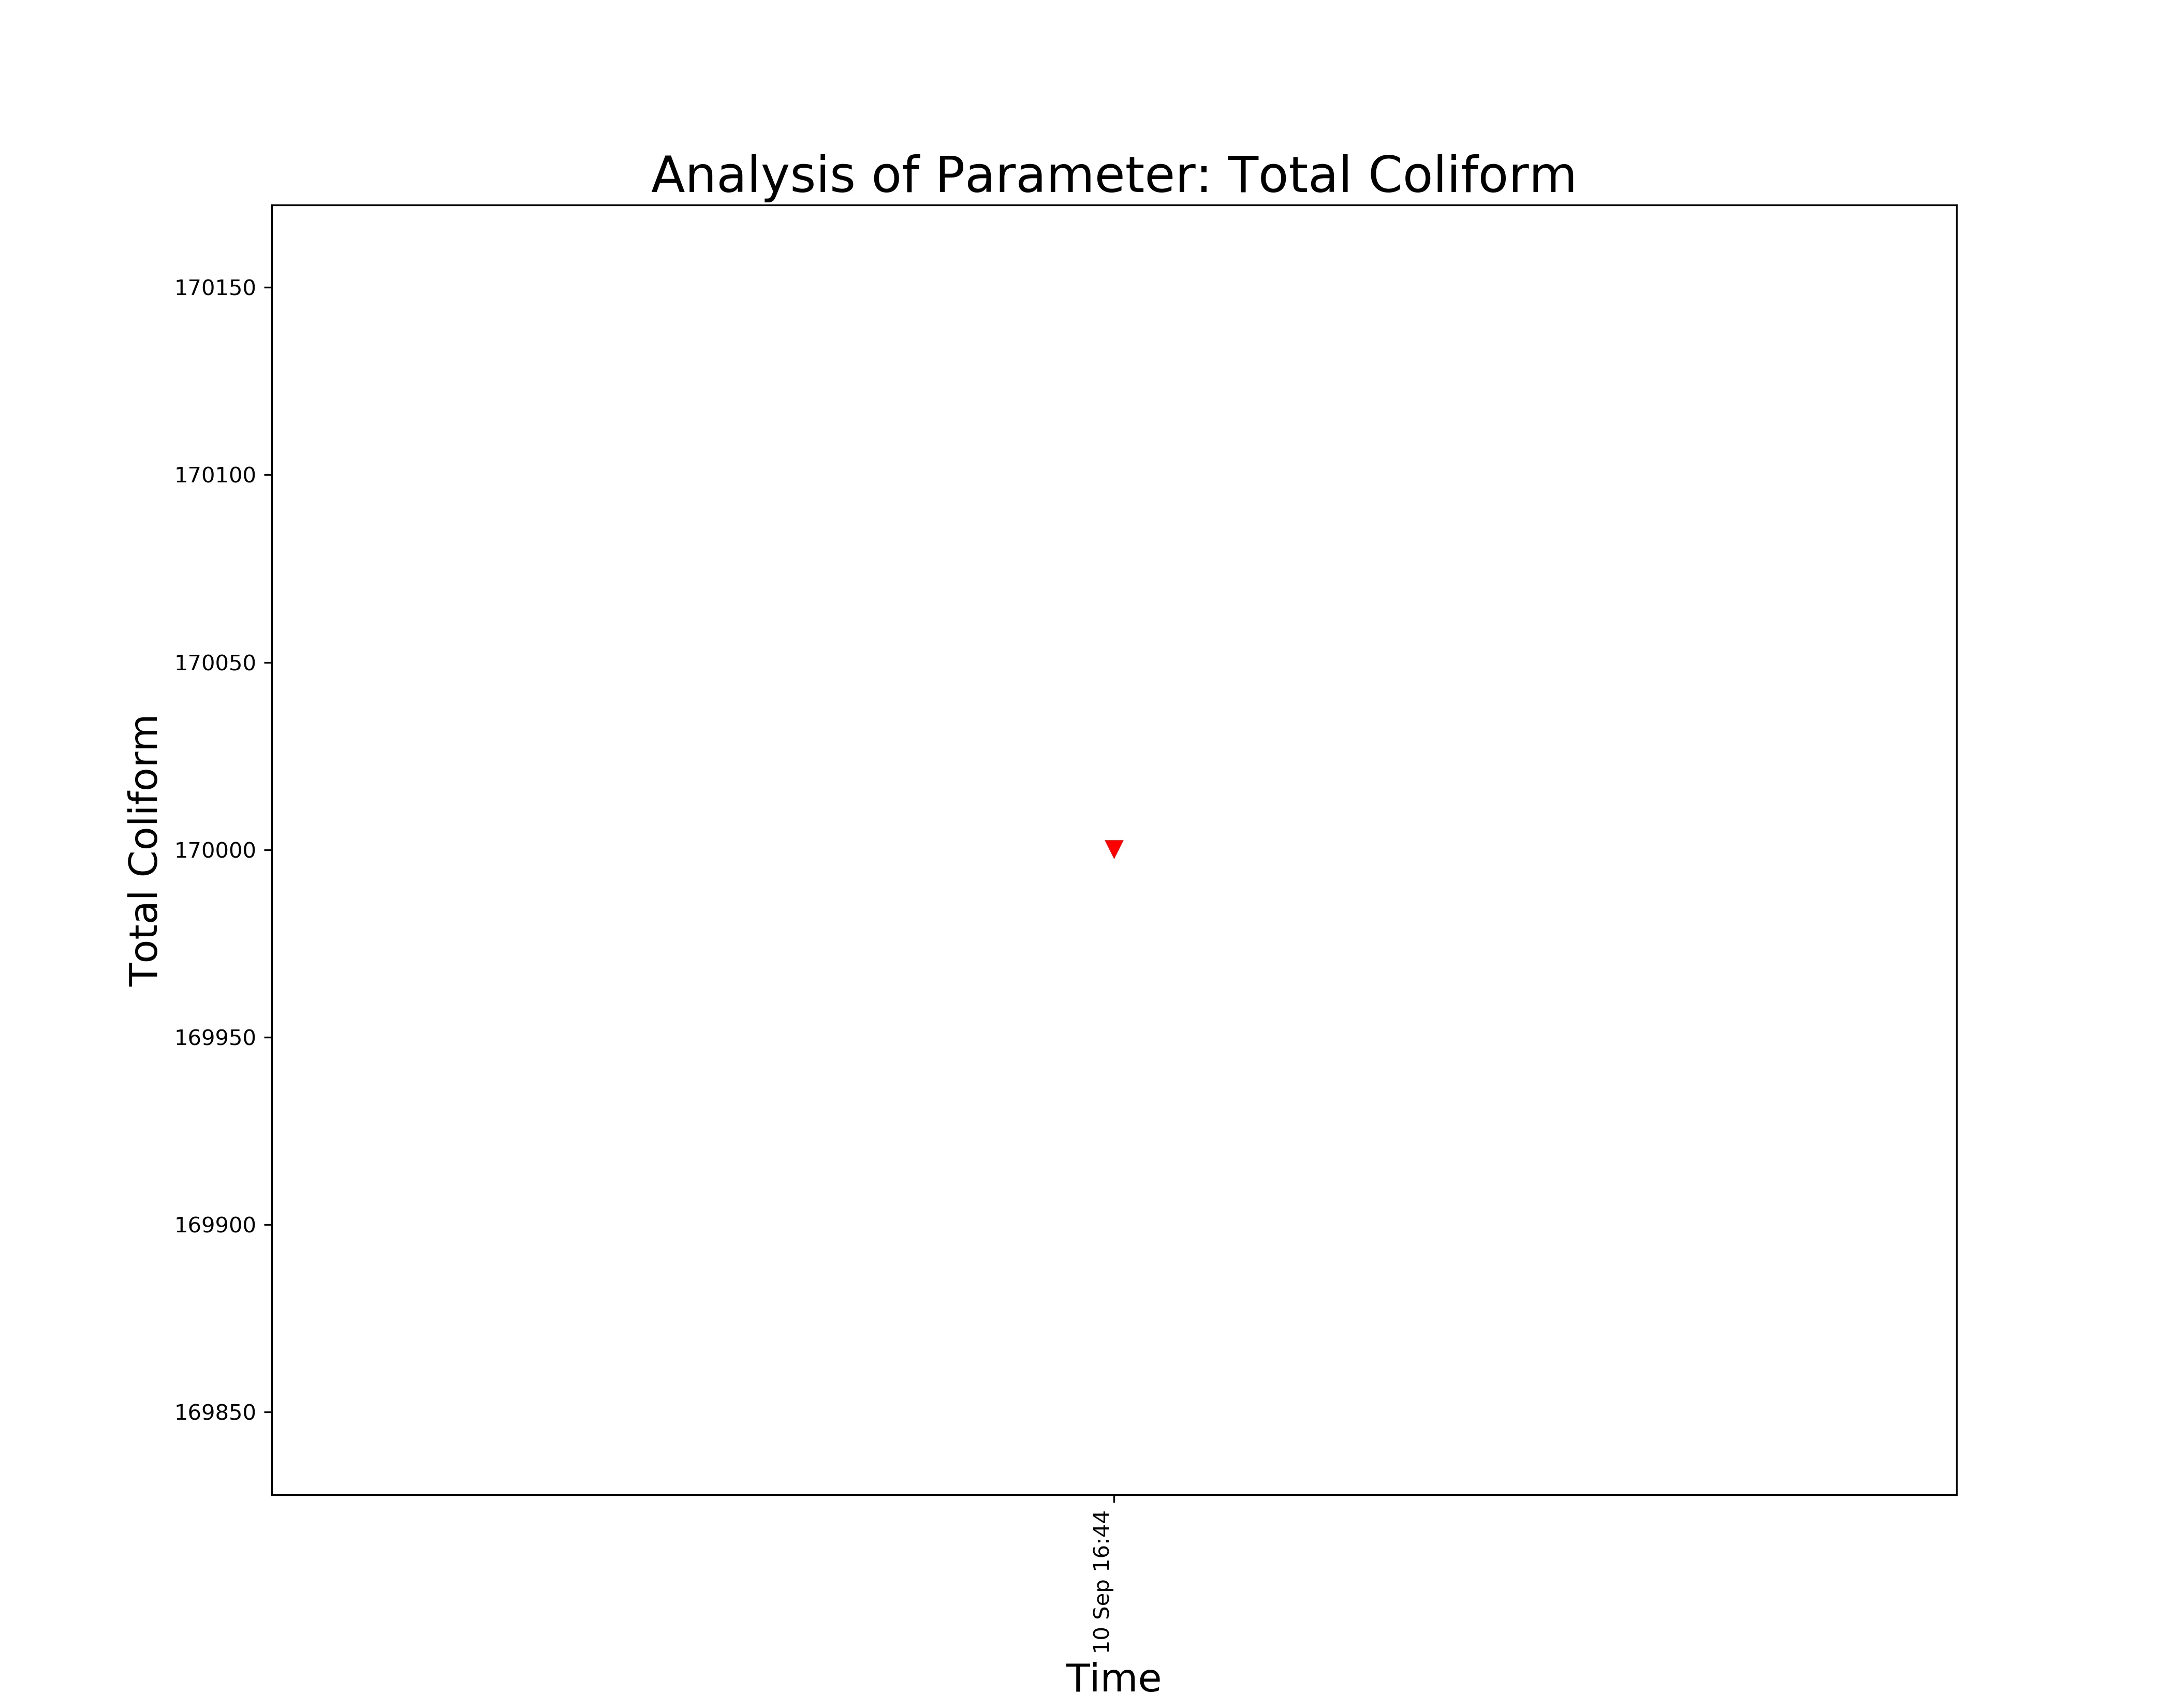 Analysis of Parameter: Total Coliform
Total Coliform
170150
170100
170050
170000
169950
169900
169850
10 Sep 16:44
Time